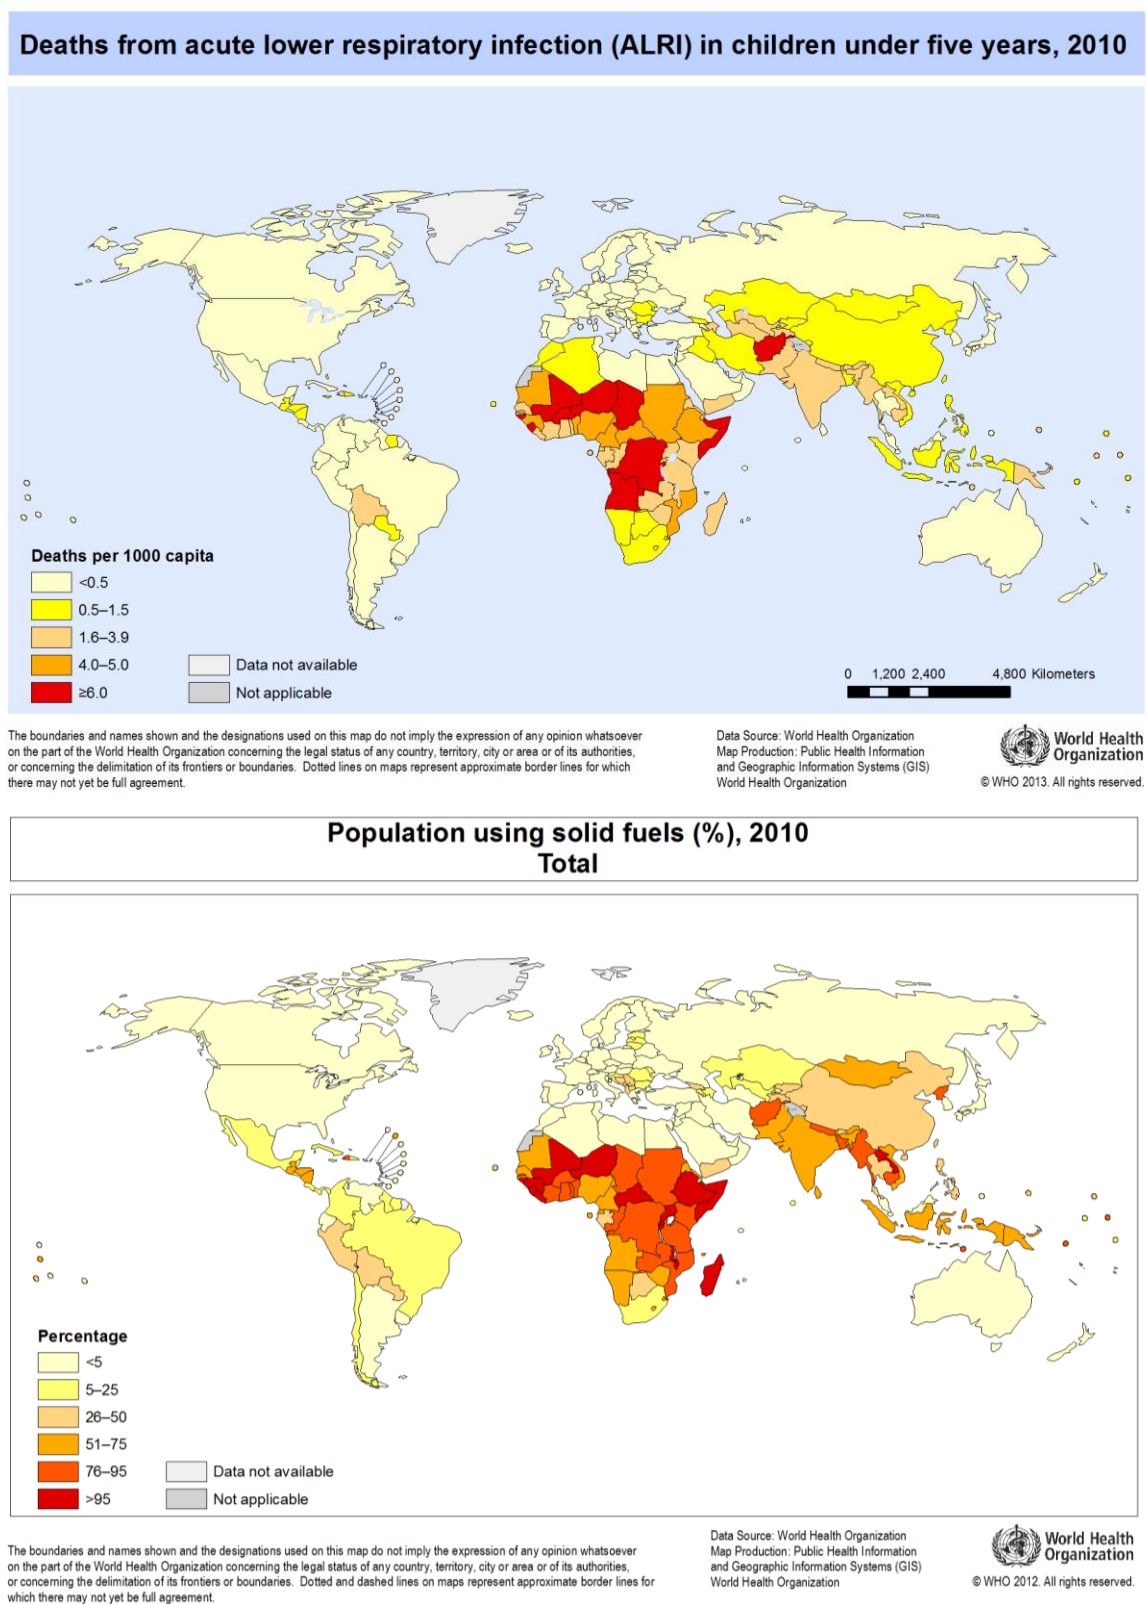 Deaths from acute lower respiratory infection (ALRI) in children under five years, 2010
Deaths per 1000 capita
<0.5
0.5–1.5
1.6–3.9
4.0–5.0
≥6.0
Data not available
Not applicable
0 1,200 2,400 4,800 Kilometers
The boundaries and names shown and the designations used on this map do not imply the expression of any opinion whatsoever
on the part of the World Health Organization concerning the legal status of any country, territory, city or area or of its authorities,
or concerning the delimitation of its frontiers or boundaries. Dotted lines on maps represent approximate border lines for which
there may not yet be full agreement.
Data Source: World Health Organization
Map Production: Public Health Information
and Geographic Information Systems (GIS)
World Health Organization
World Health
Organization
© WHO 2013. All rights reserved.
Population using solid fuels (%), 2010
Total
Percentage
<5
5–25
26–50
51–75
76–95
>95
Data not available
Not applicable
The boundaries and names shown and the designations used on this map do not imply the expression of any opinion whatsoever
on the part of the World Health Organization concerning the legal status of any country, territory, city or area or of its authorities,
or concerning the delimitation of its frontiers or boundaries. Dotted and dashed lines on maps represent approximate border lines for
which there may not yet be full agreement.
Data Source: World Health Organization
Map Production: Public Health Information
and Geographic Information Systems (GIS)
World Health Organization
World Health
Organization
© WHO 2012. All rights reserved.